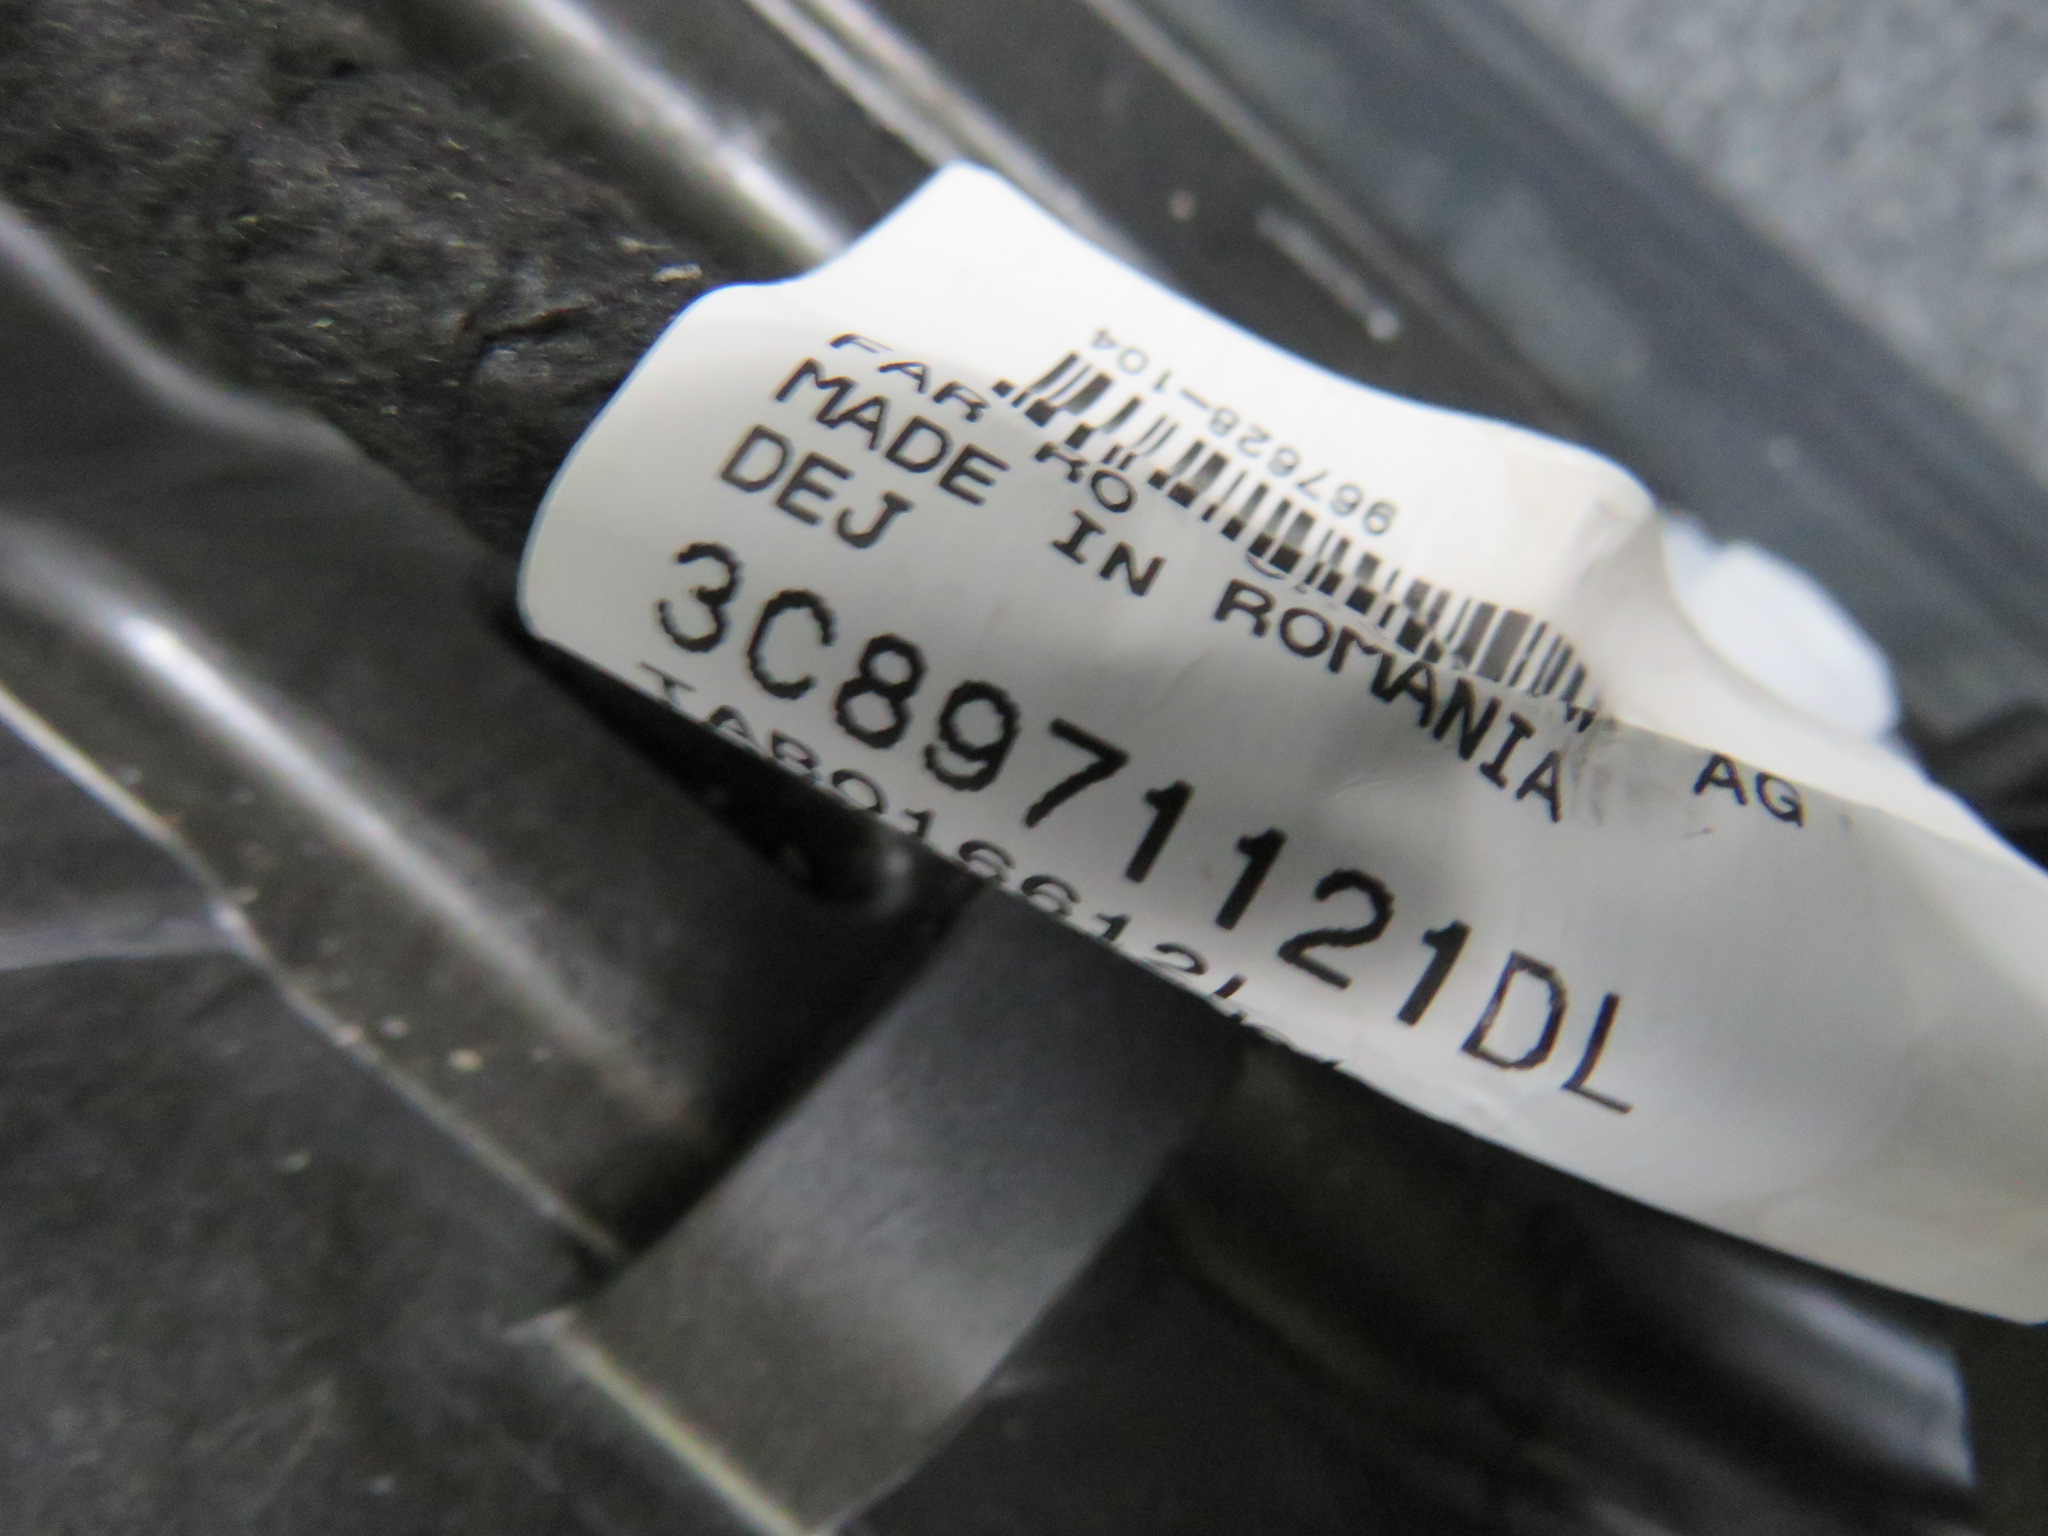 967628-104
FAR RO
MADE IN ROMANIA AG
DEJ
3C8971121DL